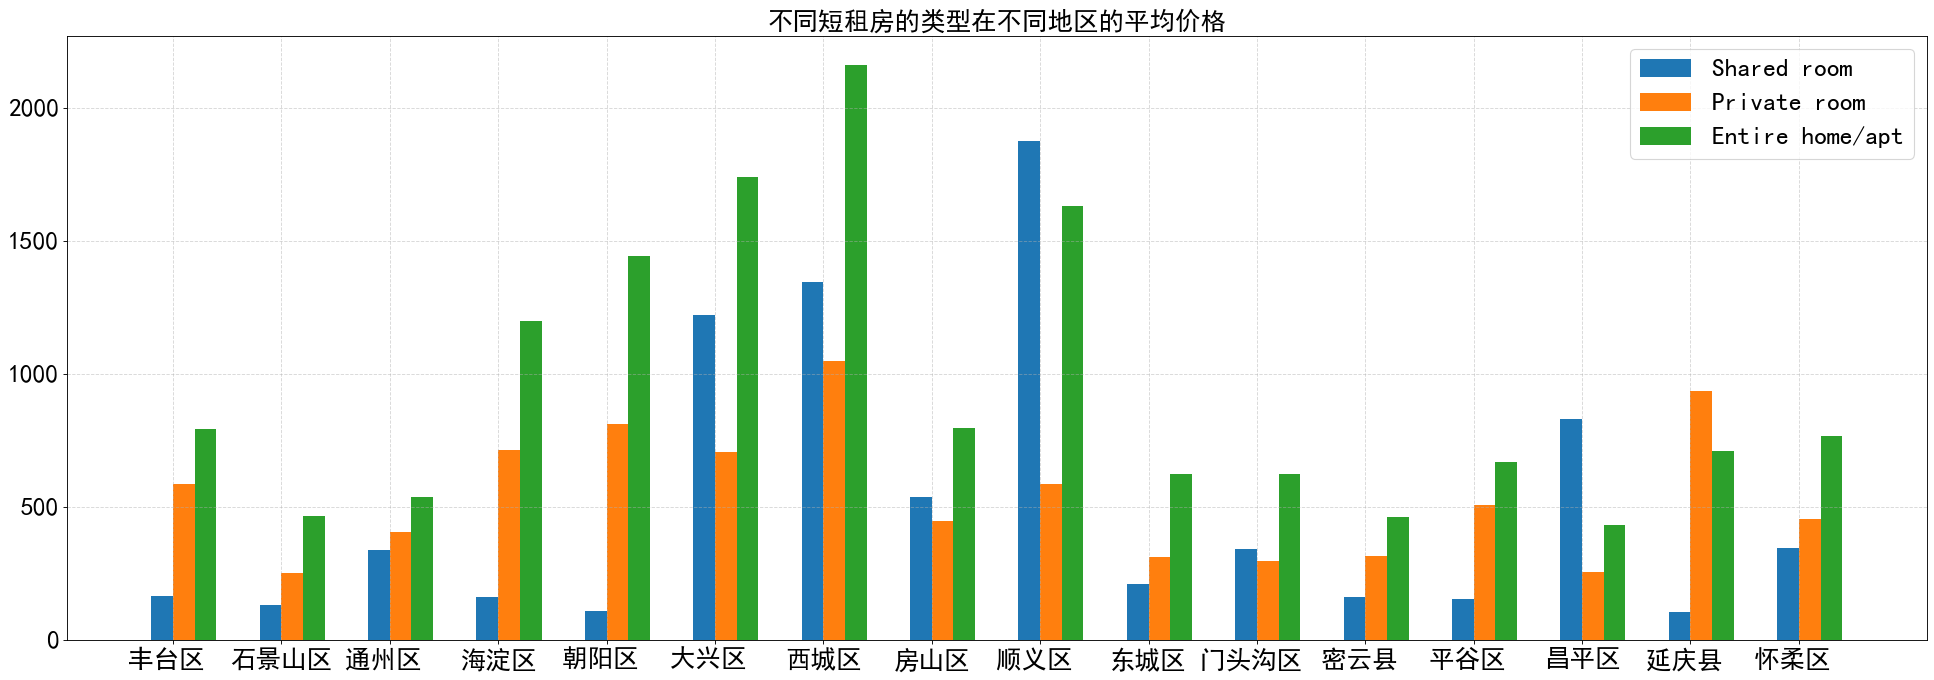 不同短租房的类型在不同地区的平均价格
Shared room
Private room
Entire home/apt
2000
1500
1000
500
0
丰台区 石景山区 通州区 海淀区 朝阳区 大兴区 西城区 房山区 顺义区 东城区 门头沟区 密云县 平谷区 昌平区 延庆县 怀柔区